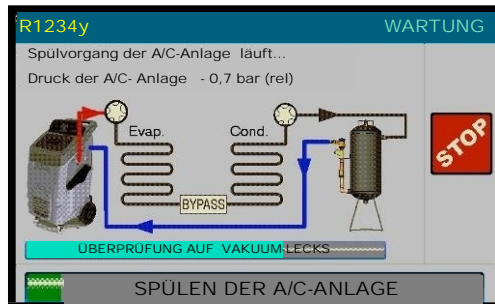 R1234y WARTUNG
Spülvorgang der A/C-Anlage läuft...
Druck der A/C- Anlage - 0,7 bar (rel)
Evap. Cond.
STOP
BYPASS
ÜBERPRÜFUNG AUF VAKUUM-LECKS
SPÜLEN DER A/C-ANLAGE